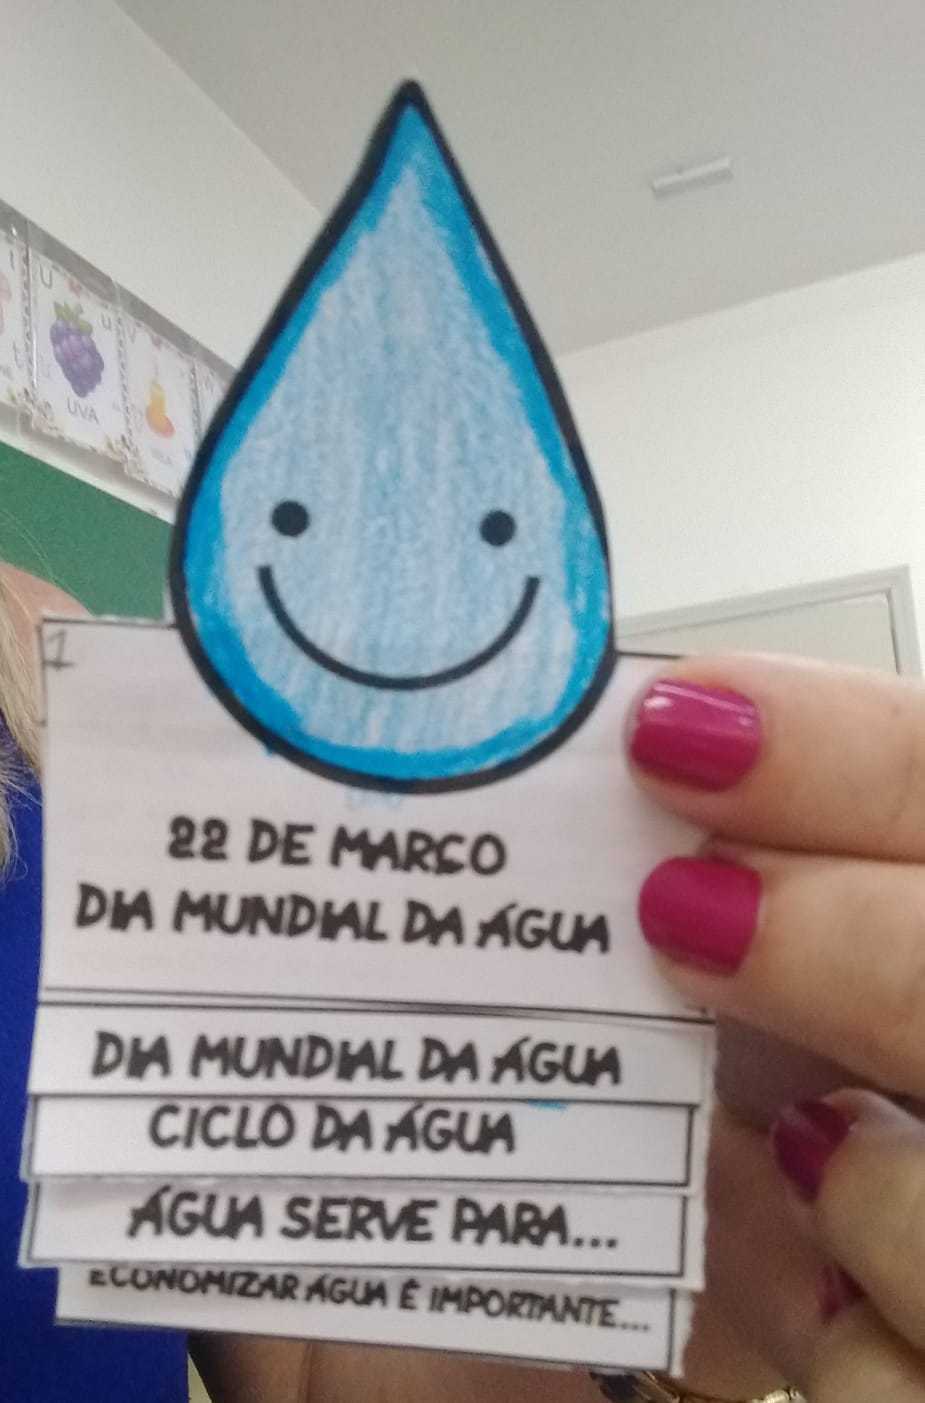 U
UVA
1
22 DE MARÇO
DIA MUNDIAL DA ÁGUA
DIA MUNDIAL DA ÁGUA
CICLO DA ÁGUA
ÁGUA SERVE PARA...
ECONOMIZAR ÁGUA É IMPORTANTE...